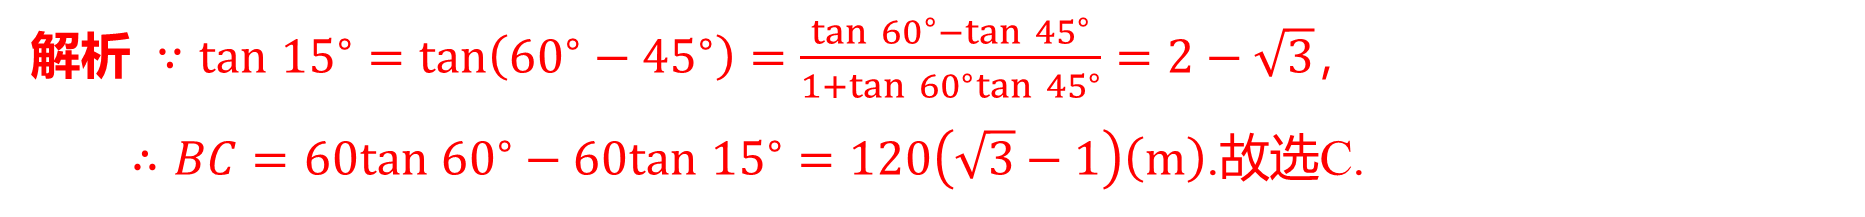 解析 ∵ tan 15° = tan(60° − 45°) = \frac{tan 60°−tan 45°}{1+tan 60°tan 45°} = 2 − √3,
∴ BC = 60tan 60° − 60tan 15° = 120(√3 − 1)(m).故选C.